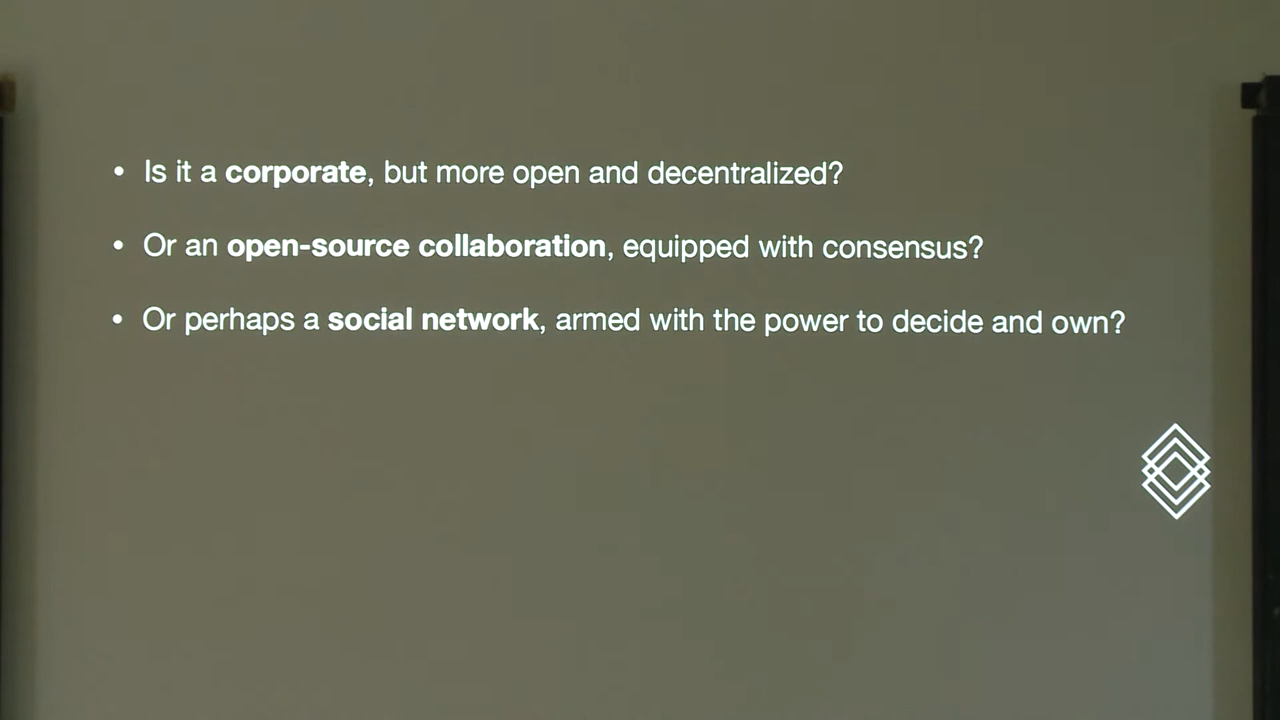 • Is it a corporate, but more open and decentralized?
• Or an open-source collaboration, equipped with consensus?
• Or perhaps a social network, armed with the power to decide and own?